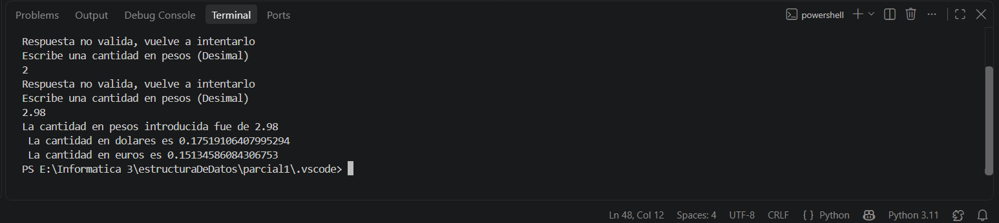 Problems Output Debug Console Terminal Ports powershell
Respuesta no valida, vuelve a intentarlo
Escribe una cantidad en pesos (Desimal)
2
Respuesta no valida, vuelve a intentarlo
Escribe una cantidad en pesos (Desimal)
2.98
La cantidad en pesos introducida fue de 2.98
La cantidad en dolares es 0.17519106407995294
La cantidad en euros es 0.15134586084306753
PS E:\Informatica 3\estructuraDeDatos\parcial1\.vscode>
Ln 48, Col 12 Spaces: 4 UTF-8 CRLF { } Python Python 3.11